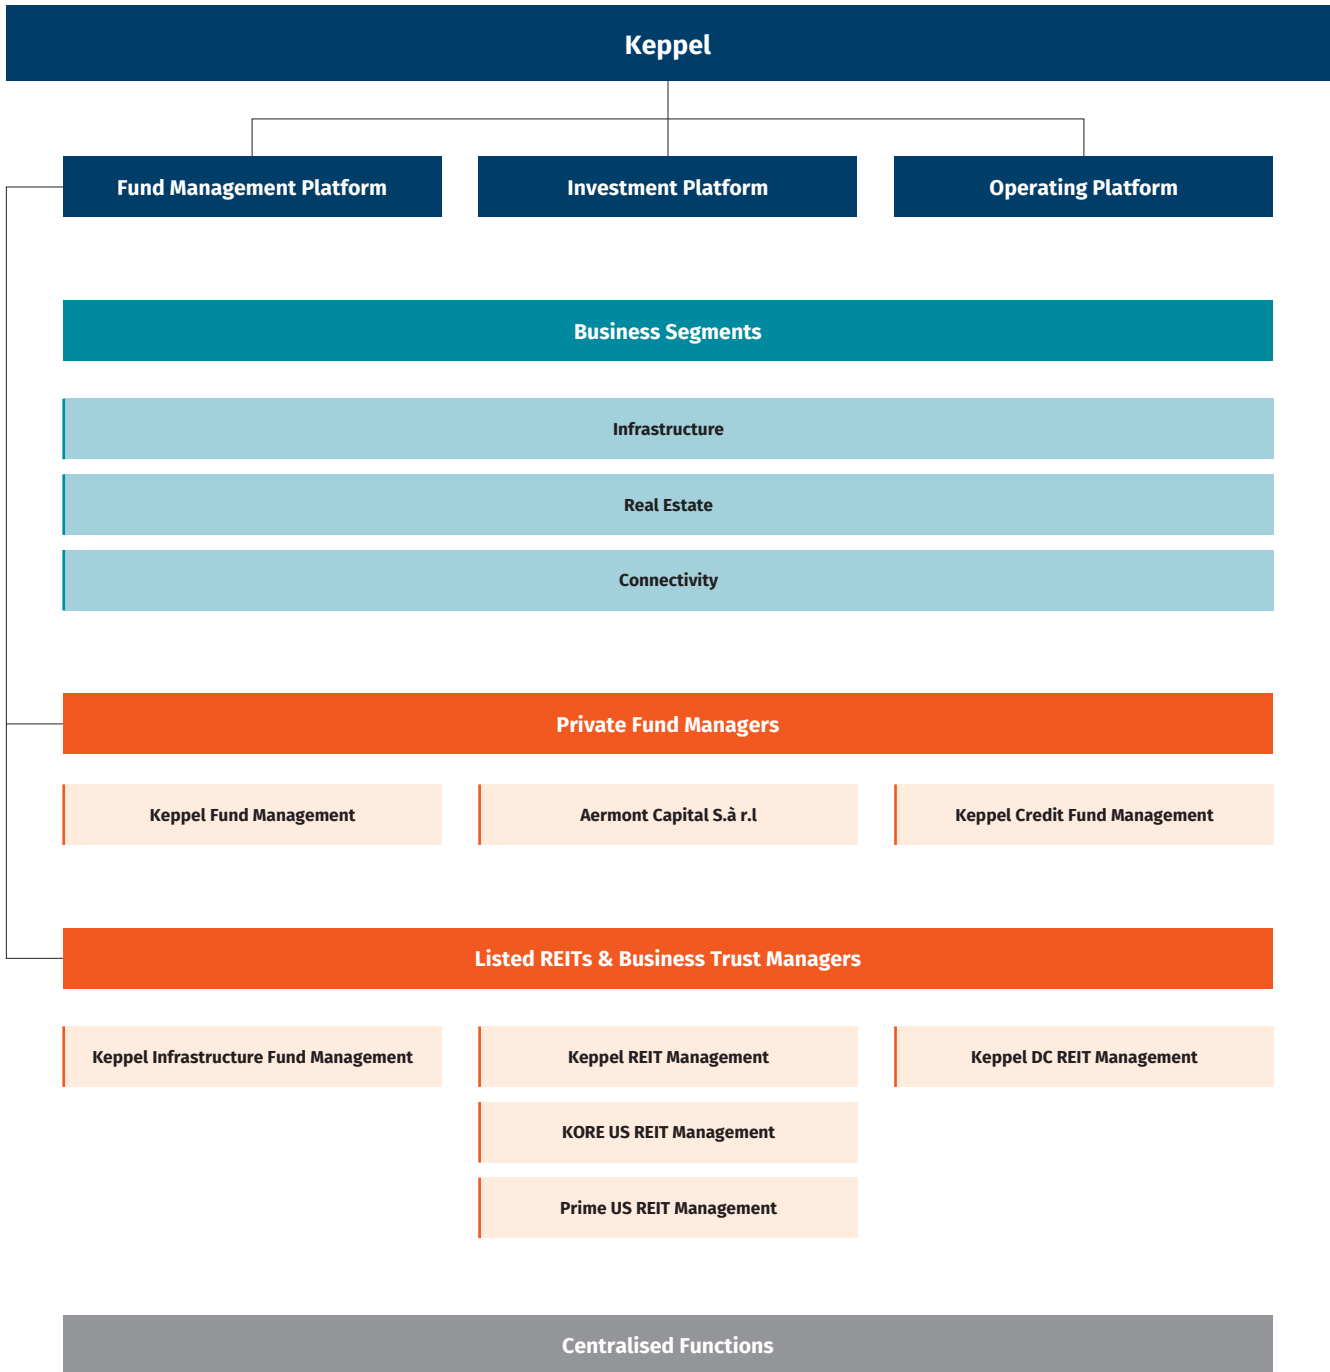 Keppel
Fund Management Platform
Investment Platform
Operating Platform
Business Segments
Infrastructure
Real Estate
Connectivity
Private Fund Managers
Keppel Fund Management
Aermont Capital S.à r.l
Keppel Credit Fund Management
Listed REITs & Business Trust Managers
Keppel Infrastructure Fund Management
Keppel REIT Management
Keppel DC REIT Management
KORE US REIT Management
Prime US REIT Management
Centralised Functions